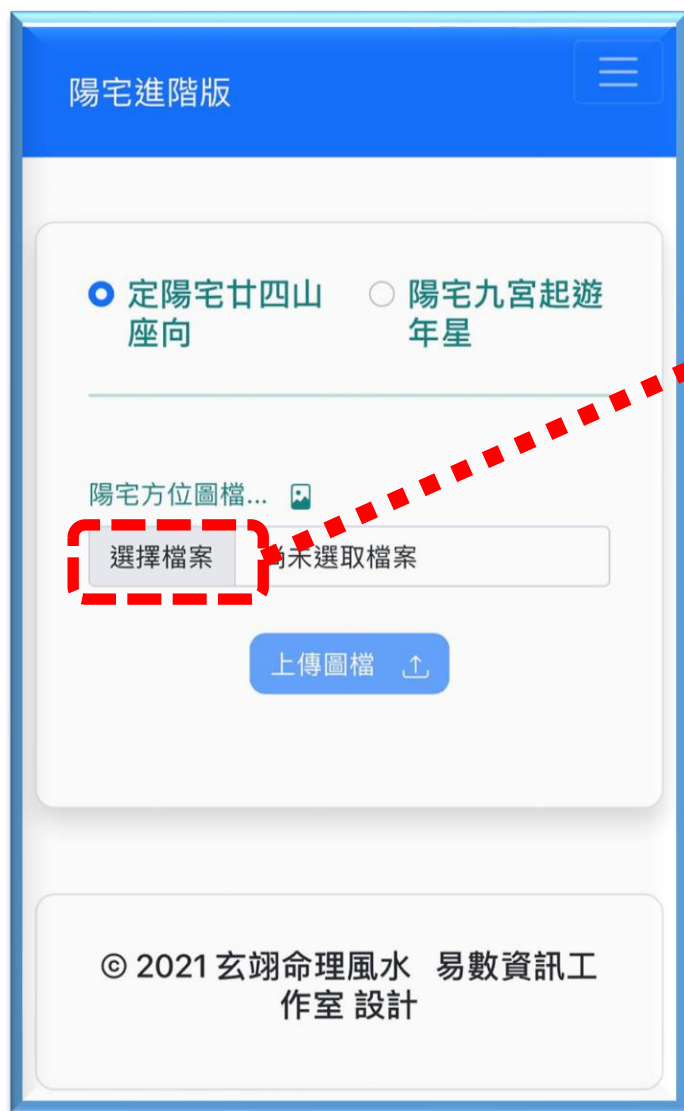 陽宅進階版
定陽宅廿四山
座向
陽宅九宮起遊
年星
陽宅方位圖檔...
選擇檔案
尚未選取檔案
上傳圖檔
© 2021 玄翊命理風水 易數資訊工
作室 設計